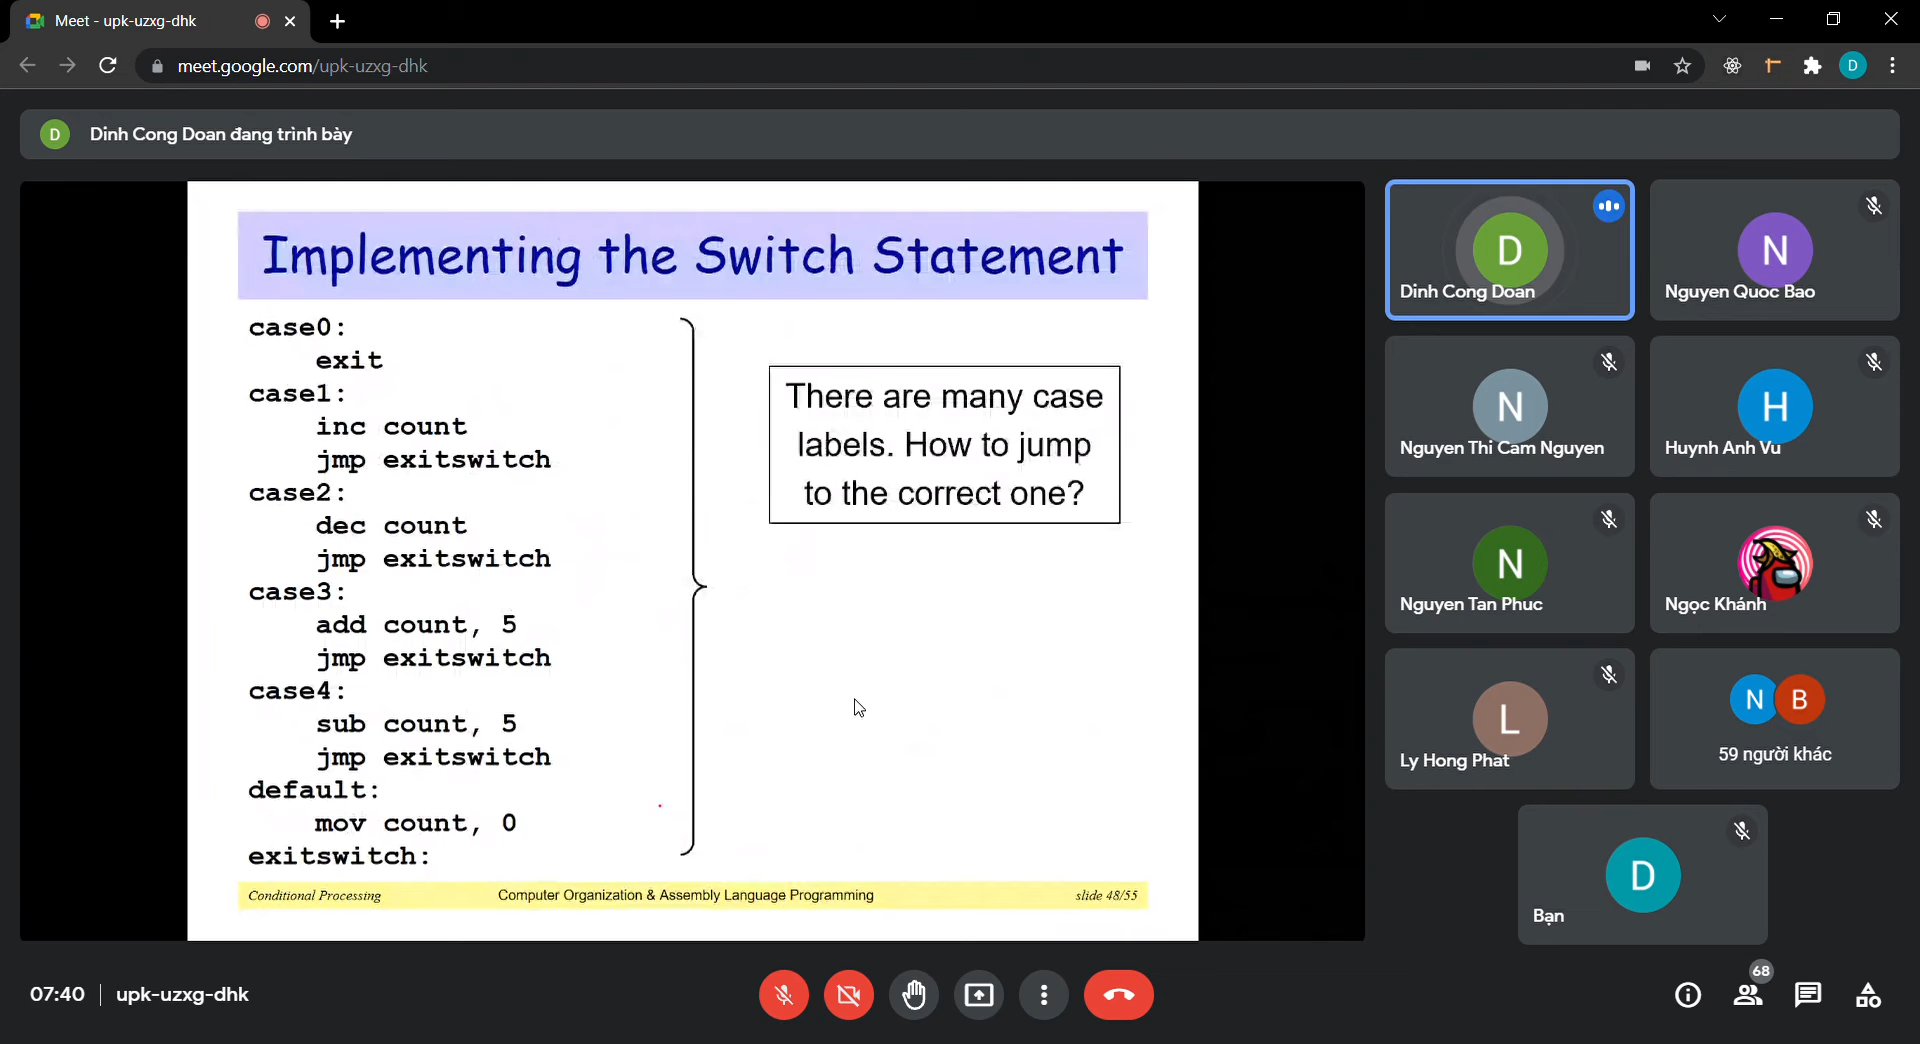 Meet - upk-uzxg-dhk
meet.google.com/upk-uzxg-dhk
D
D
Dinh Cong Doan đang trình bày
Implementing the Switch Statement
case0:
exit
case1:
inc count
jmp exitswitch
case2:
dec count
jmp exitswitch
case3:
add count, 5
jmp exitswitch
case4:
sub count, 5
jmp exitswitch
default:
mov count, 0
exitswitch:
There are many case
labels. How to jump
to the correct one?
Conditional Processing
Computer Organization & Assembly Language Programming
slide 48/55
D
Dinh Cong Doan
N
Nguyen Quoc Bao
N
Nguyen Thi Cam Nguyen
H
Huynh Anh Vu
N
Nguyen Tan Phuc
Ngọc Khánh
L
Ly Hong Phat
N B
59 người khác
D
Bạn
07:40
upk-uzxg-dhk
68